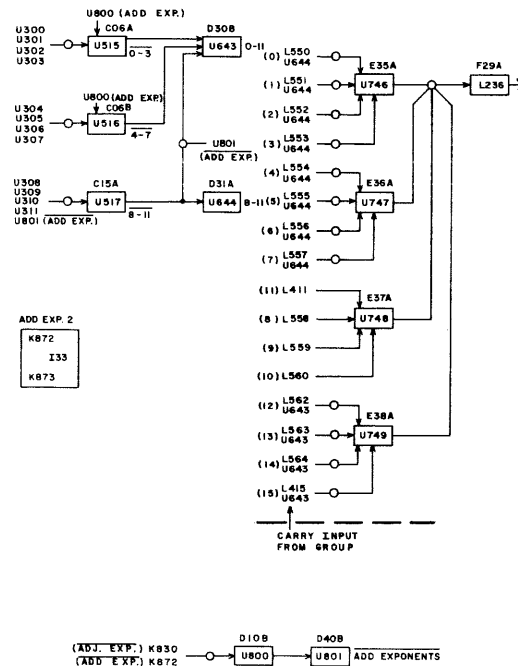 U800 (ADD EXP.)
U300
U301
U302
U303
C06A
U515
0-3
D30B
U643
0-11
U304
U305
U306
U307
U800 (ADD EXP.)
C06B
U516
4-7
U801
(ADD EXP.)
U308
U309
U310
U311
U801 (ADD EXP.)
C15A
U517
8-11
D31A
U644
8-11
ADD EXP. 2
K872
I33
K873
(0) L550
U644
(1) L551
U644
(2) L552
U644
(3) L553
U644
E35A
U746
F29A
L236
(4) L554
U644
(5) L555
U644
(6) L556
U644
(7) L557
U644
E36A
U747
(11) L411
(8) L558
(9) L559
(10) L560
E37A
U748
(12) L562
U643
(13) L563
U643
(14) L564
U643
(15) L415
U643
E38A
U749
CARRY INPUT
FROM GROUP
(ADJ. EXP.) K830
(ADD EXP.) K872
D10B
U800
D40B
U801
ADD EXPONENTS